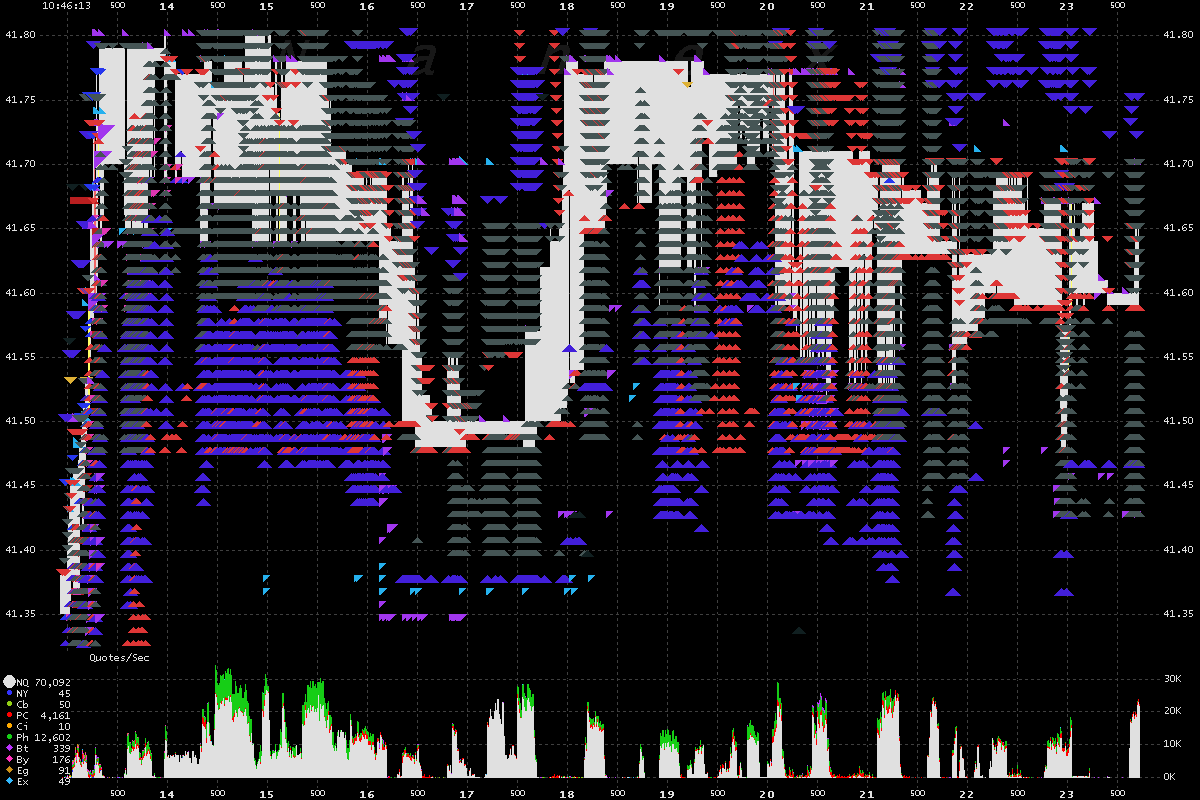 10:46:13 500 14 500 15 500 16 500 17 500 18 500 19 500 20 500 21 500 22 500 23 500
41.80 41.80
41.75 41.75
41.70 41.70
41.65 41.65
41.60 41.60
41.55 41.55
41.50 41.50
41.45 41.45
41.40 41.40
41.35 41.35
Quotes/Sec
NQ 70,092 30K
NY 45
Cb 50
PC 4,161 20K
Ci 10
Ph 12,602
Bt 339 10K
By 176
Eg 91
Ex 49 0K
500 14 500 15 500 16 500 17 500 18 500 19 500 20 500 21 500 22 500 23 500